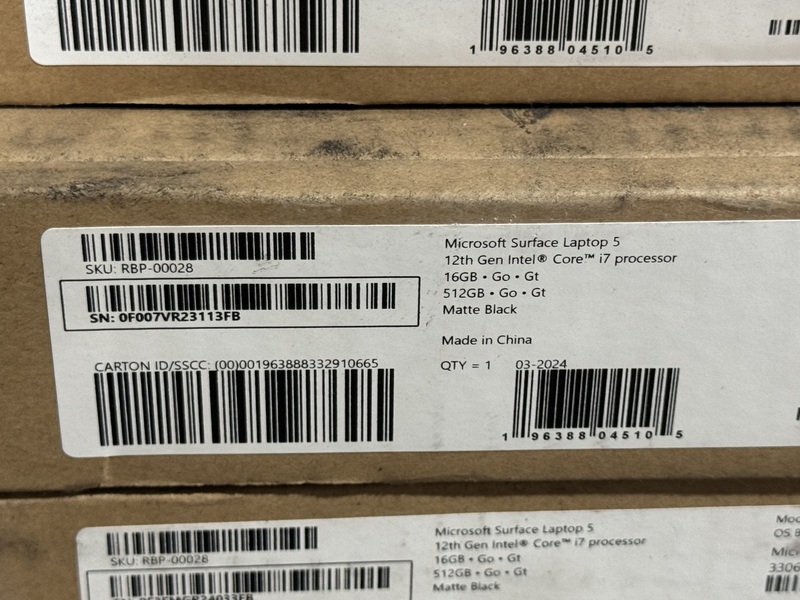 1 96388 04510 5
SKU: RBP-00028
SN: 0F007VR23113FB
CARTON ID/SSCC: (00)001963888332910665
Microsoft Surface Laptop 5
12th Gen Intel® Core™ i7 processor
16GB • Go • Gt
512GB • Go • Gt
Matte Black
Made in China
QTY = 1 03-2024
1 96388 04510 5
SKU: RBP-00028
Microsoft Surface Laptop 5
12th Gen Intel® Core™ i7 processor
16GB • Go • Gt
512GB • Go • Gt
Matte Black
OS
3306